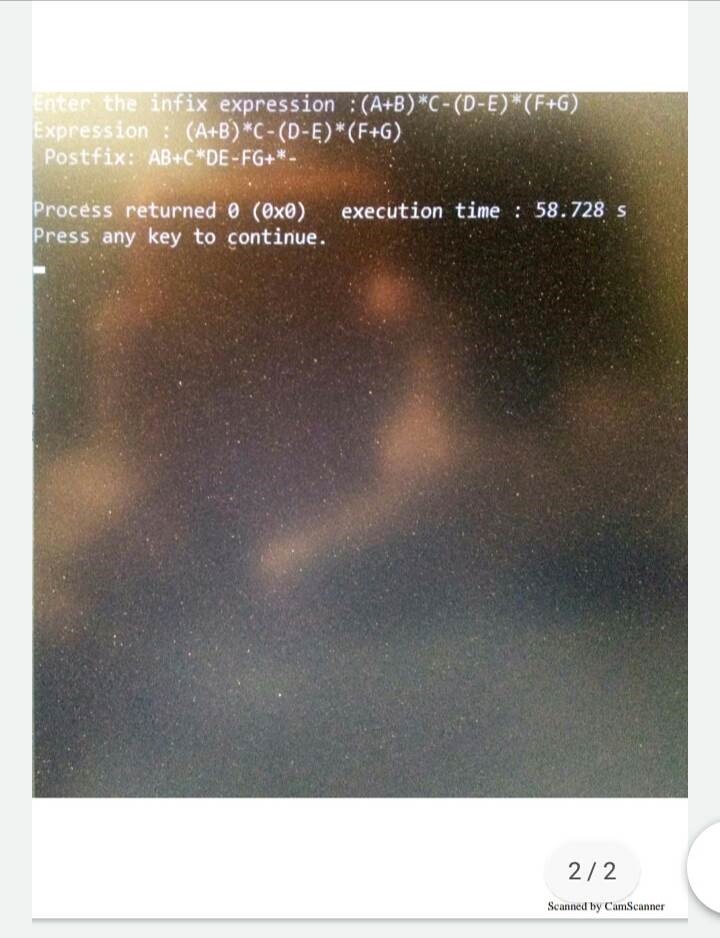 Enter the infix expression :(A+B)*C-(D-E)*(F+G)
Expression : (A+B)*C-(D-E)*(F+G)
Postfix: AB+C*DE-FG+*-
Process returned 0 (0x0)   execution time : 58.728 s
Press any key to continue.
2/2
Scanned by CamScanner